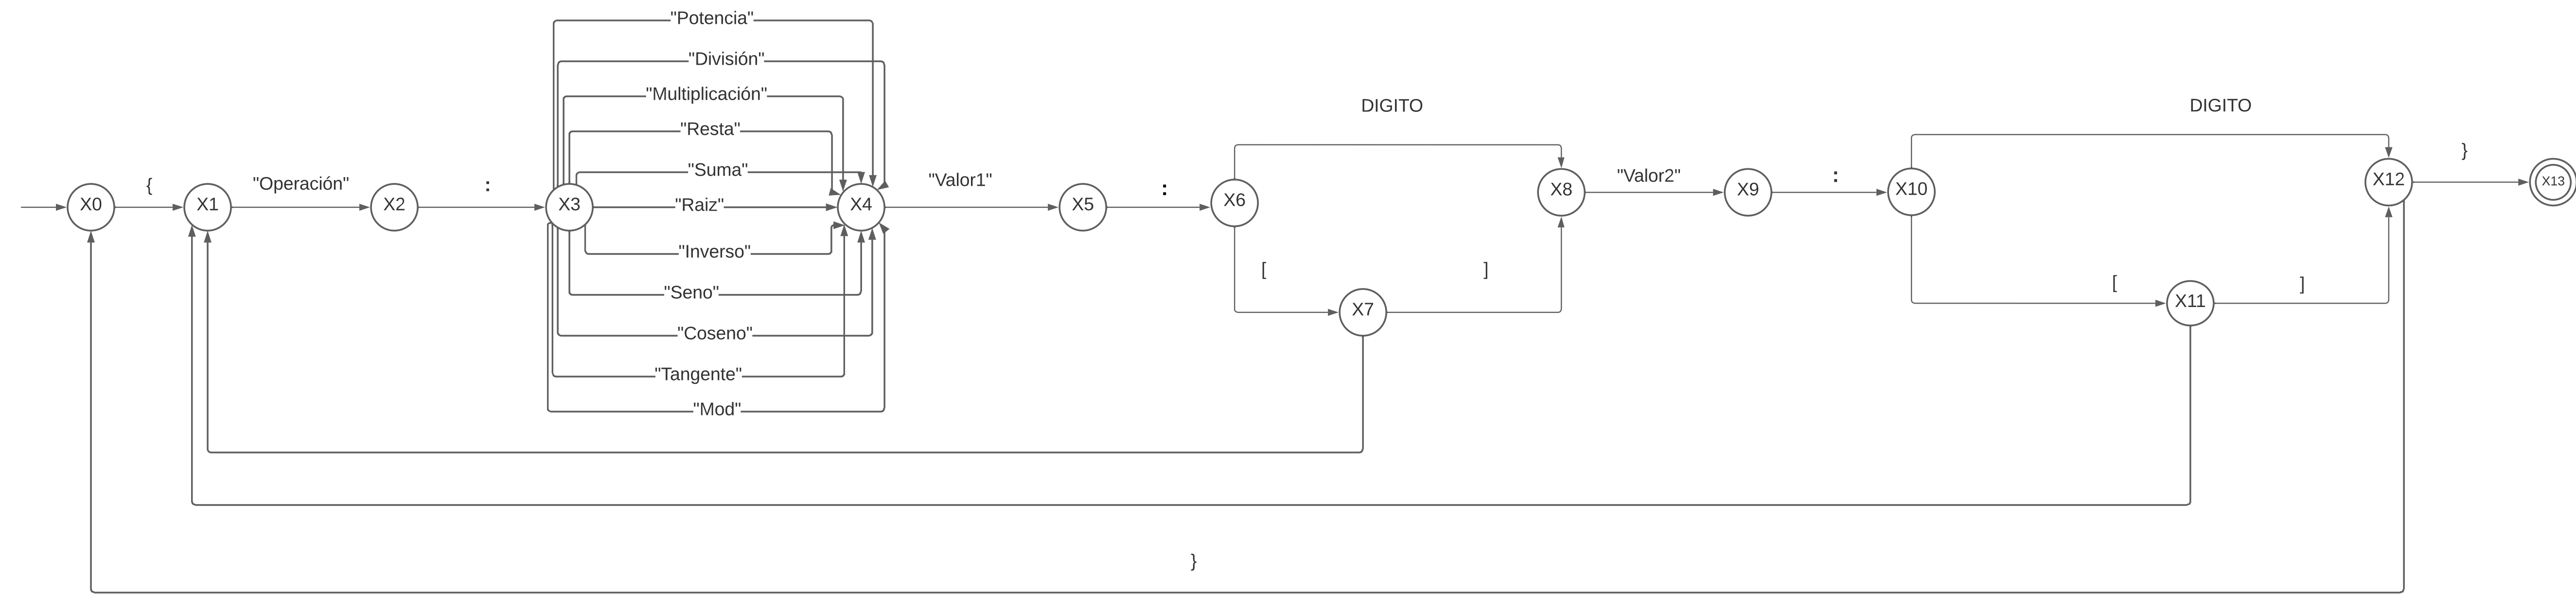 "Potencia"
"División"
"Multiplicación"
"Resta"
"Suma"
"Raiz"
"Inverso"
"Seno"
"Coseno"
"Tangente"
"Mod"
X0
{
X1
"Operación"
X2
:
X3
X4
"Valor1"
X5
:
X6
DIGITO
[
X7
]
X8
"Valor2"
X9
:
X10
DIGITO
[
X11
]
X12
}
X13
}